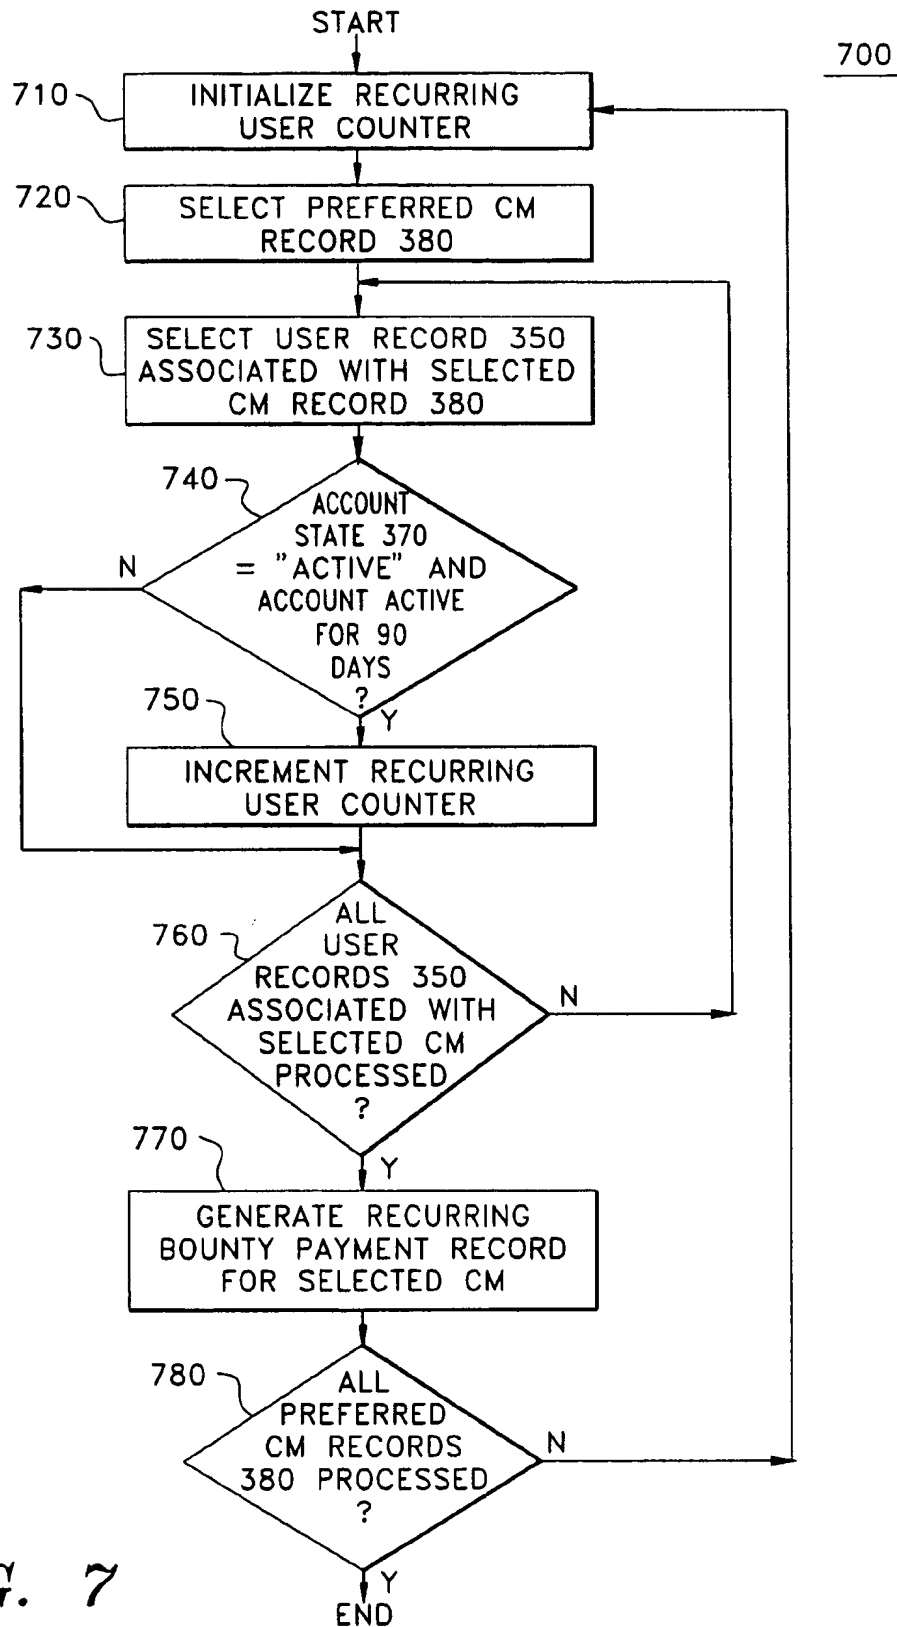 START
700
710
INITIALIZE RECURRING
USER COUNTER
720
SELECT PREFERRED CM
RECORD 380
730
SELECT USER RECORD 350
ASSOCIATED WITH SELECTED
CM RECORD 380
740
ACCOUNT
STATE 370
= "ACTIVE" AND
ACCOUNT ACTIVE
FOR 90
DAYS
?
N
Y
750
INCREMENT RECURRING
USER COUNTER
760
ALL
USER
RECORDS 350
ASSOCIATED WITH
SELECTED CM
PROCESSED
?
N
Y
770
GENERATE RECURRING
BOUNTY PAYMENT RECORD
FOR SELECTED CM
780
ALL
PREFERRED
CM RECORDS
380 PROCESSED
?
N
Y
END
G. 7